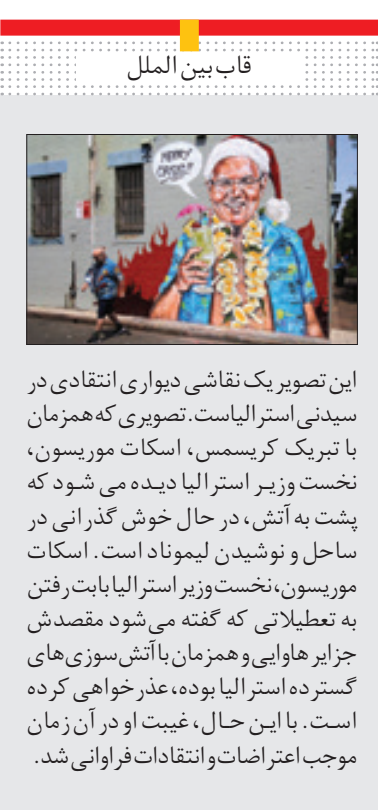 قاب بین الملل
MERRY
CRISIS!
این تصویر یک نقاشی دیواری انتقادی در
سیدنی استرالیاست. تصویری که همزمان
با تبریک کریسمس، اسکات موریسون،
نخست وزیر استرالیا دیده می شود که
پشت به آتش، در حال خوش گذرانی در
ساحل و نوشیدن لیموناد است. اسکات
موریسون، نخست وزیر استرالیا بابت رفتن
به تعطیلاتی که گفته می‌شود مقصدش
جزایر هاوایی و همزمان با آتش‌سوزی‌های
گسترده استرالیا بوده، عذرخواهی کرده
است. با این حال، غیبت او در آن زمان
موجب اعتراضات و انتقادات فراوانی شد.